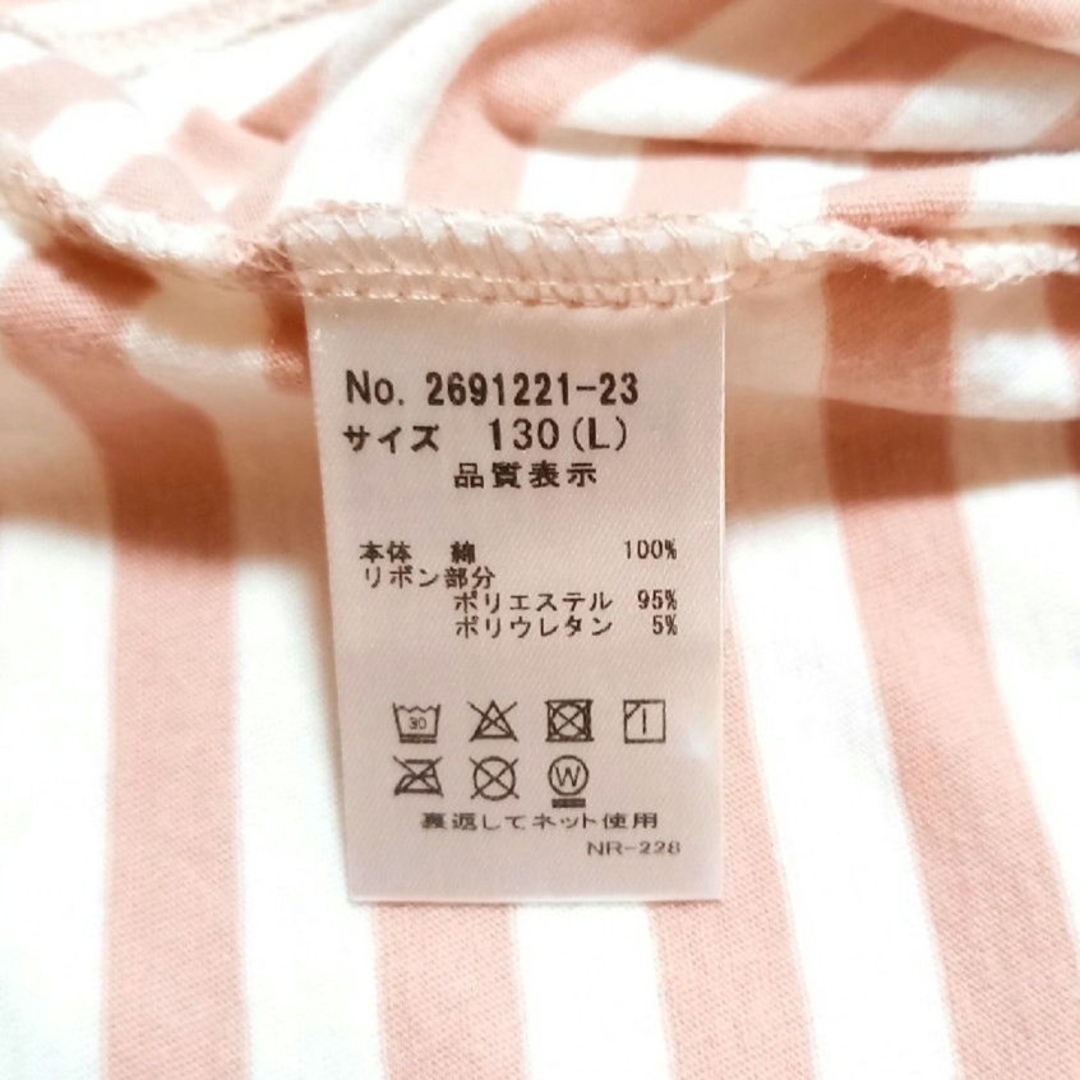 No. 2691221-23
サイズ 130(L)
品質表示
本体 綿 100%
リボン部分
ポリエステル 95%
ポリウレタン 5%
30
W
裏返してネット使用
NR-228